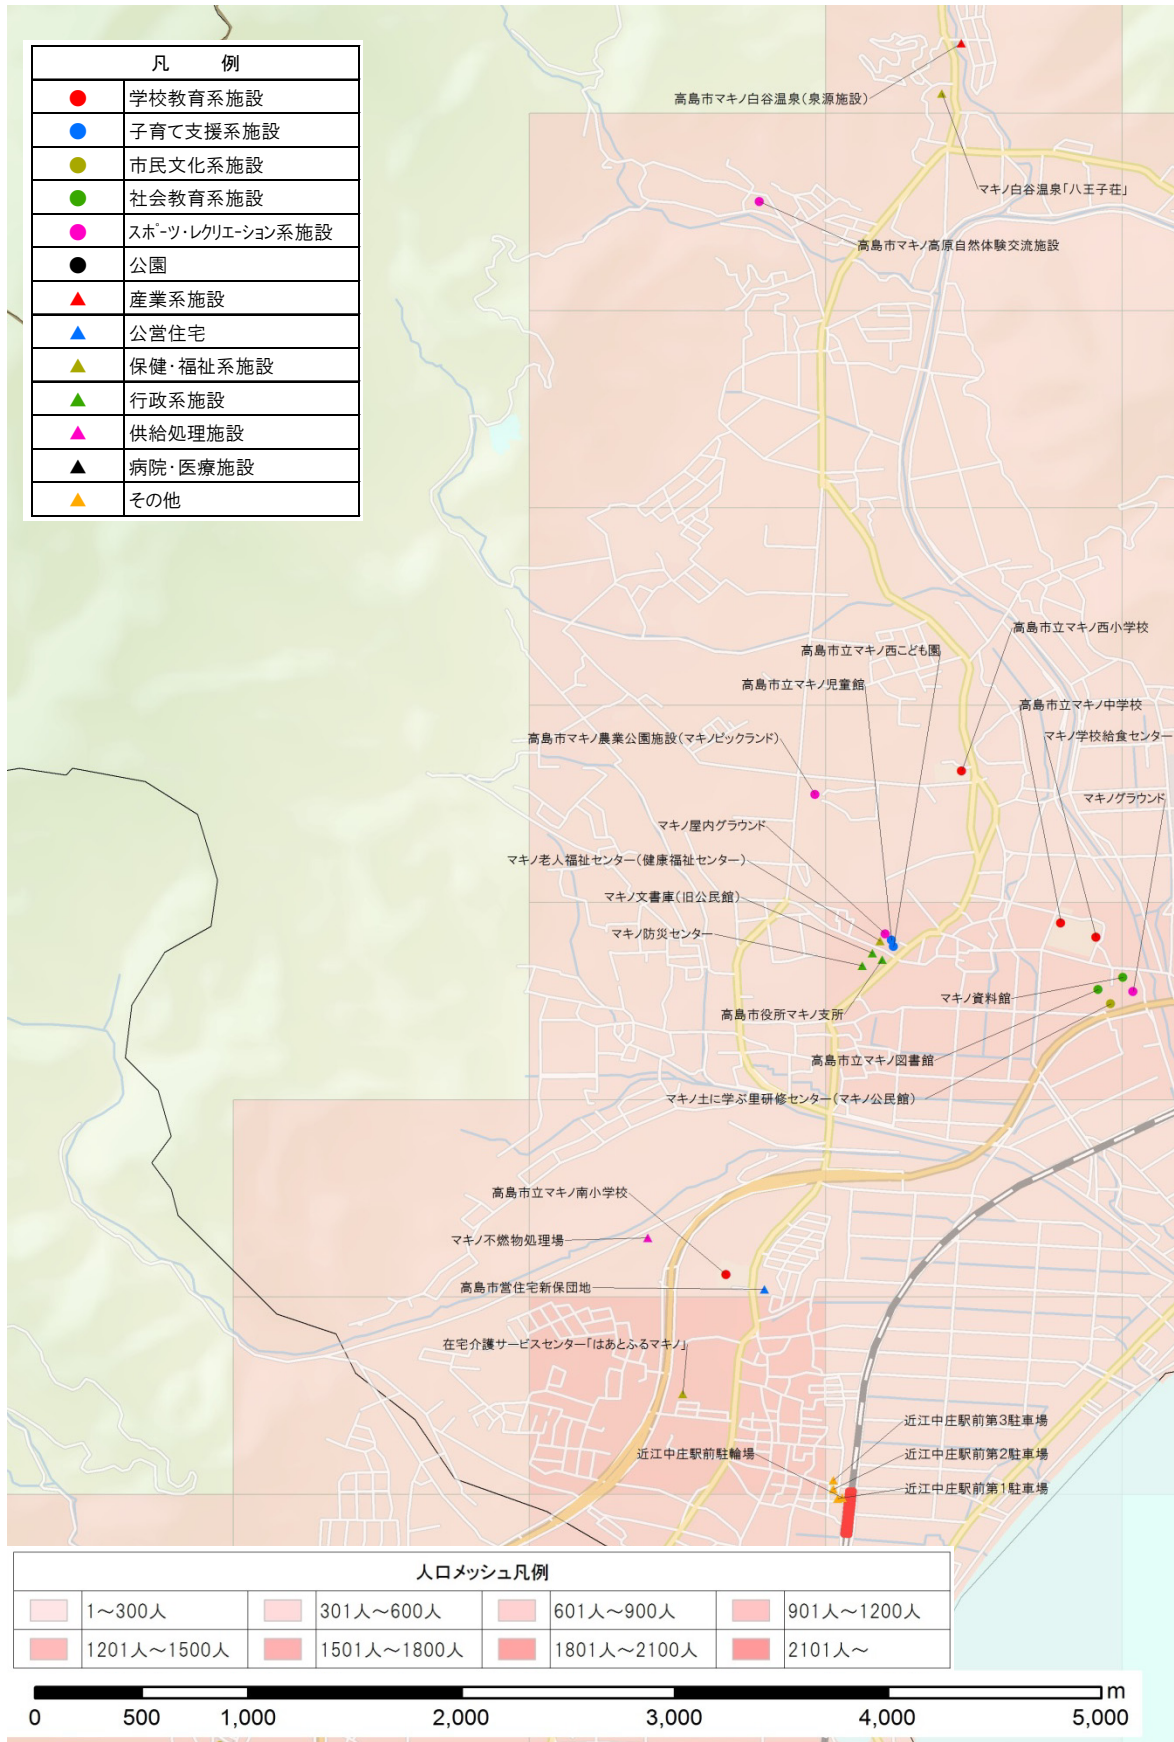 凡　例
学校教育系施設
子育て支援系施設
市民文化系施設
社会教育系施設
スポーツ・レクリエーション系施設
公園
産業系施設
公営住宅
保健・福祉系施設
行政系施設
供給処理施設
病院・医療施設
その他
高島市マキノ白谷温泉(泉源施設)
マキノ白谷温泉「八王子荘」
高島市マキノ高原自然体験交流施設
高島市立マキノ西小学校
高島市立マキノ西こども園
高島市立マキノ児童館
高島市立マキノ中学校
高島市マキノ農業公園施設(マキノピックランド)
マキノ学校給食センター
マキノグラウンド
マキノ屋内グラウンド
マキノ老人福祉センター(健康福祉センター)
マキノ文書庫(旧公民館)
マキノ防災センター
マキノ資料館
高島市役所マキノ支所
高島市立マキノ図書館
マキノ土に学ぶ里研修センター(マキノ公民館)
高島市立マキノ南小学校
マキノ不燃物処理場
高島市営住宅新保団地
在宅介護サービスセンター「はあとふるマキノ」
近江中庄駅前第3駐車場
近江中庄駅前駐輪場
近江中庄駅前第2駐車場
近江中庄駅前第1駐車場
人口メッシュ凡例
1～300人 301人～600人 601人～900人 901人～1200人
1201人～1500人 1501人～1800人 1801人～2100人 2101人～
m
0 500 1,000 2,000 3,000 4,000 5,000